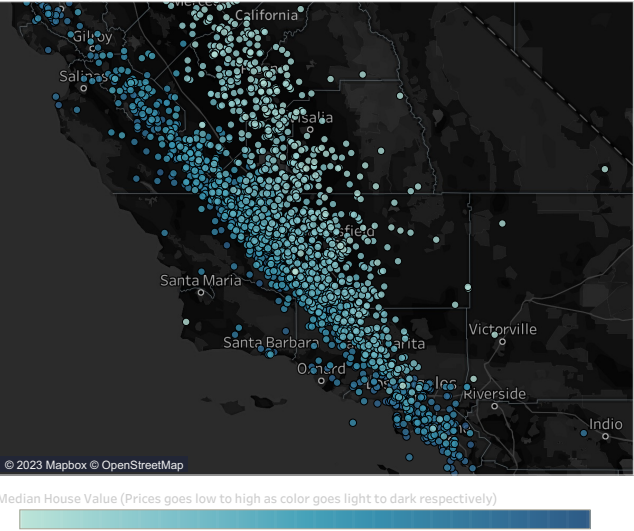 California
Gilroy
Salinas
Visalia
Santa Maria
Victorville
Santa Barbara
Oxnard
Riverside
Indio
© 2023 Mapbox © OpenStreetMap
Median House Value (Prices goes low to high as color goes light to dark respectively)